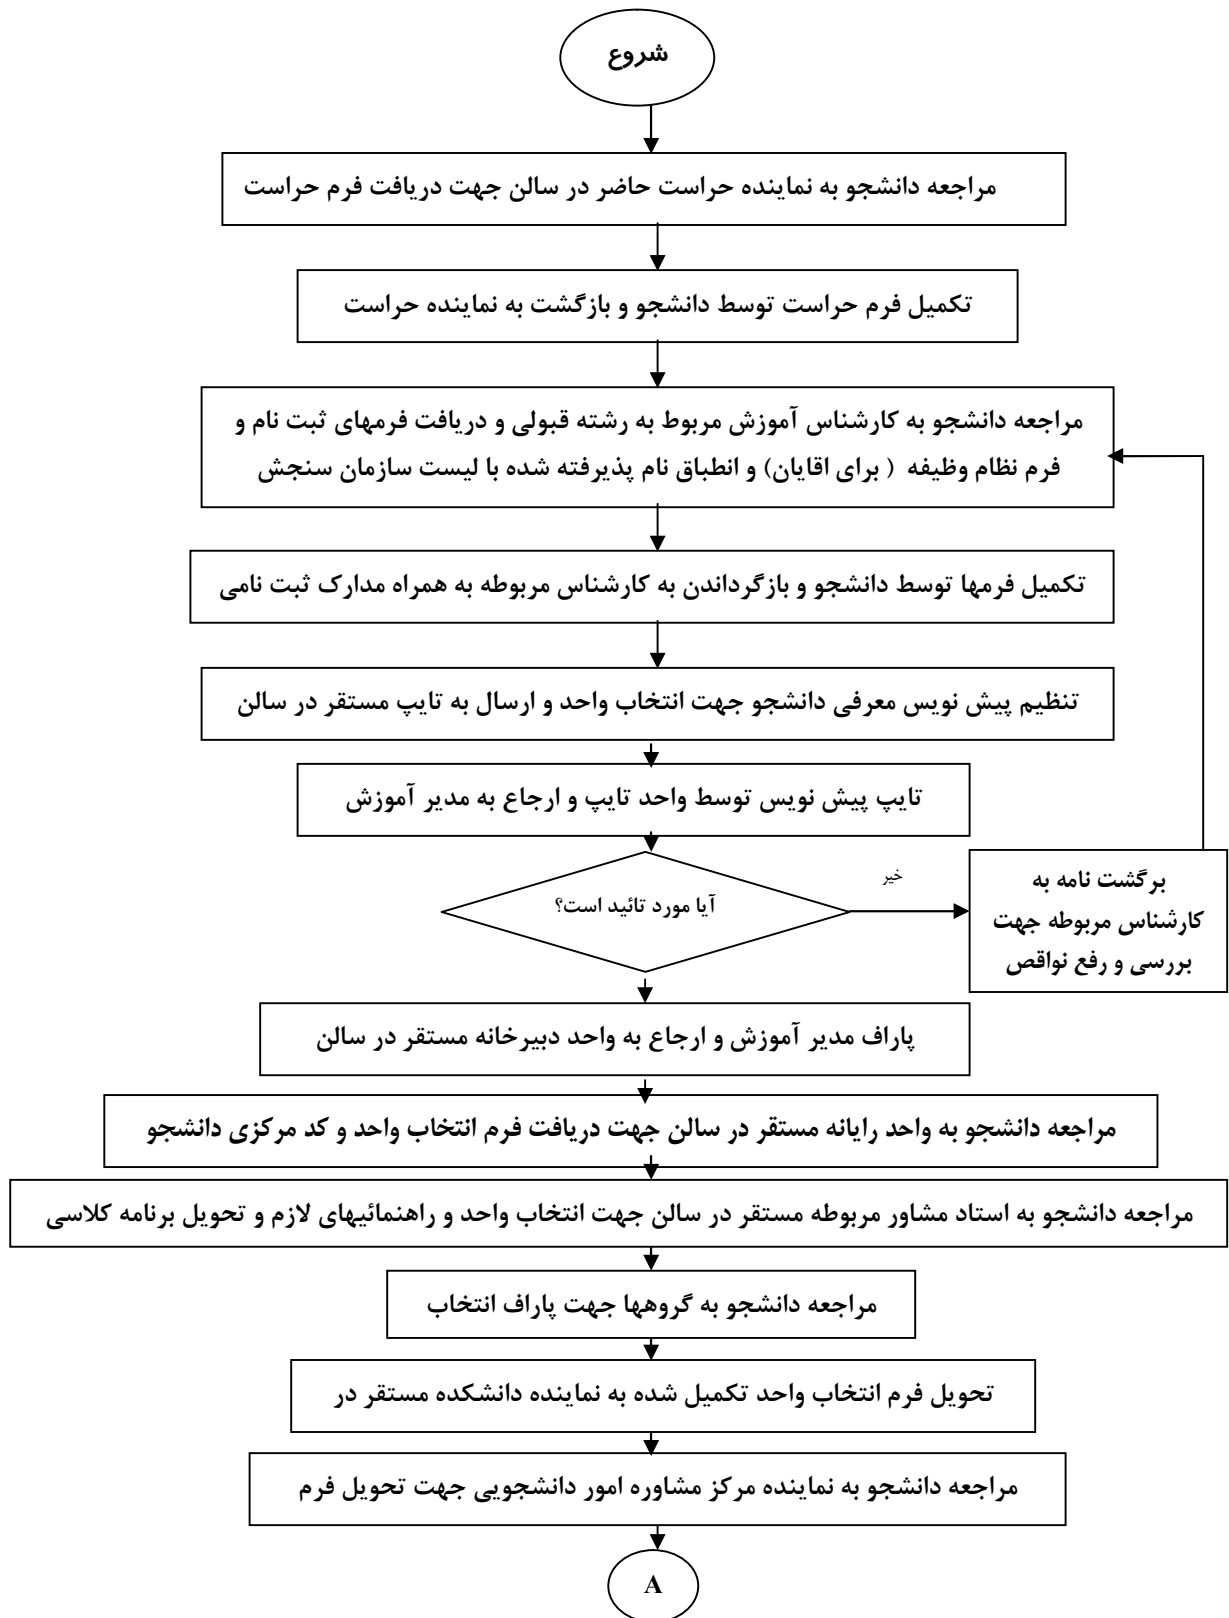 شروع
مراجعه دانشجو به نماینده حراست حاضر در سالن جهت دریافت فرم حراست
تکمیل فرم حراست توسط دانشجو و بازگشت به نماینده حراست
مراجعه دانشجو به کارشناس آموزش مربوط به رشته قبولی و دریافت فرمهای ثبت نام و
فرم نظام وظیفه ( برای اقایان) و انطباق نام پذیرفته شده با لیست سازمان سنجش
تکمیل فرمها توسط دانشجو و بازگرداندن به کارشناس مربوطه به همراه مدارک ثبت نامی
تنظیم پیش نویس معرفی دانشجو جهت انتخاب واحد و ارسال به تایپ مستقر در سالن
تایپ پیش نویس توسط واحد تایپ و ارجاع به مدیر آموزش
آیا مورد تائید است؟
خیر
برگشت نامه به
کارشناس مربوطه جهت
بررسی و رفع نواقص
پاراف مدیر آموزش و ارجاع به واحد دبیرخانه مستقر در سالن
مراجعه دانشجو به واحد رایانه مستقر در سالن جهت دریافت فرم انتخاب واحد و کد مرکزی دانشجو
مراجعه دانشجو به استاد مشاور مربوطه مستقر در سالن جهت انتخاب واحد و راهنمائیهای لازم و تحویل برنامه کلاسی
مراجعه دانشجو به گروهها جهت پاراف انتخاب
تحویل فرم انتخاب واحد تکمیل شده به نماینده دانشکده مستقر در
مراجعه دانشجو به نماینده مرکز مشاوره امور دانشجویی جهت تحویل فرم
A